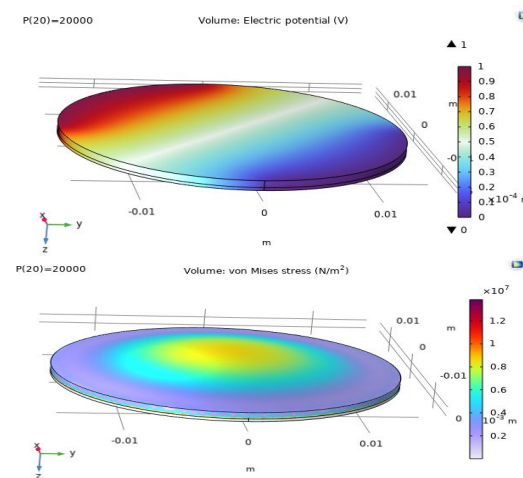 P(20)=20000 Volume: Electric potential (V)
▲ 1
1
0.9
0.8
0.7
0.6
0.5
0.4
0.3
0.2
0.1
0
▼ 0
0.01
m
0
-0
×10⁻⁴ m
-0.01
0
0.01
m
x
y
z
P(20)=20000 Volume: von Mises stress (N/m²)
×10⁷
1.2
1
0.8
0.6
0.4
0.2
0.01
m
0
-0.01
0
10⁻³ m
-0.01
0
0.01
m
x
y
z